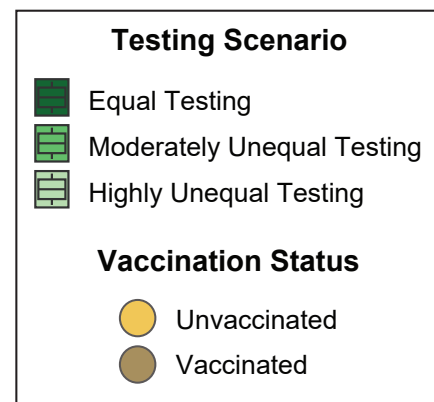 Testing Scenario
Equal Testing
Moderately Unequal Testing
Highly Unequal Testing
Vaccination Status
Unvaccinated
Vaccinated